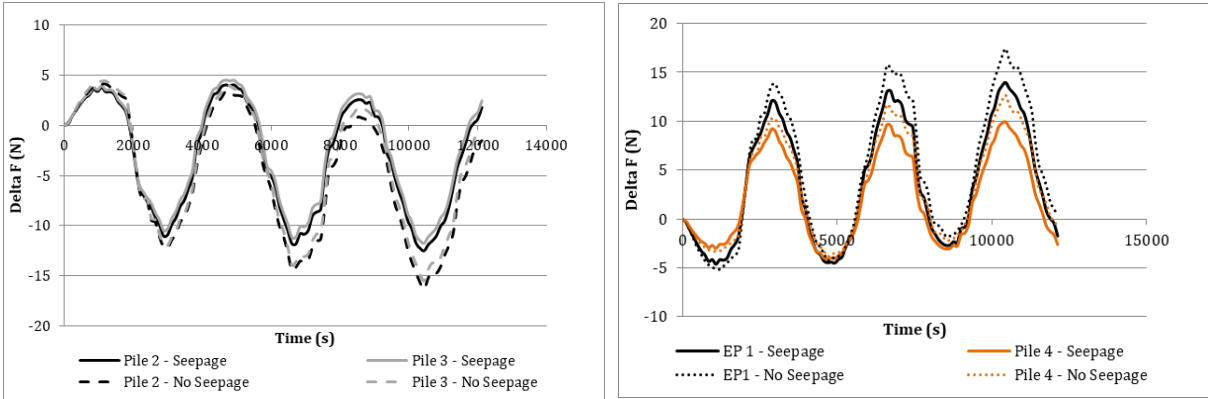 10
5
0
-5
-10
-15
-20
0 2000 4000 6000 8000 10000 12000 14000
Delta F (N)
Time (s)
Pile 2 - Seepage Pile 3 - Seepage
Pile 2 - No Seepage Pile 3 - No Seepage
20
15
10
5
0
-5
-10
0 5000 10000 15000
Delta F (N)
Time (s)
EP 1 - Seepage Pile 4 - Seepage
EP1 - No Seepage Pile 4 - No Seepage